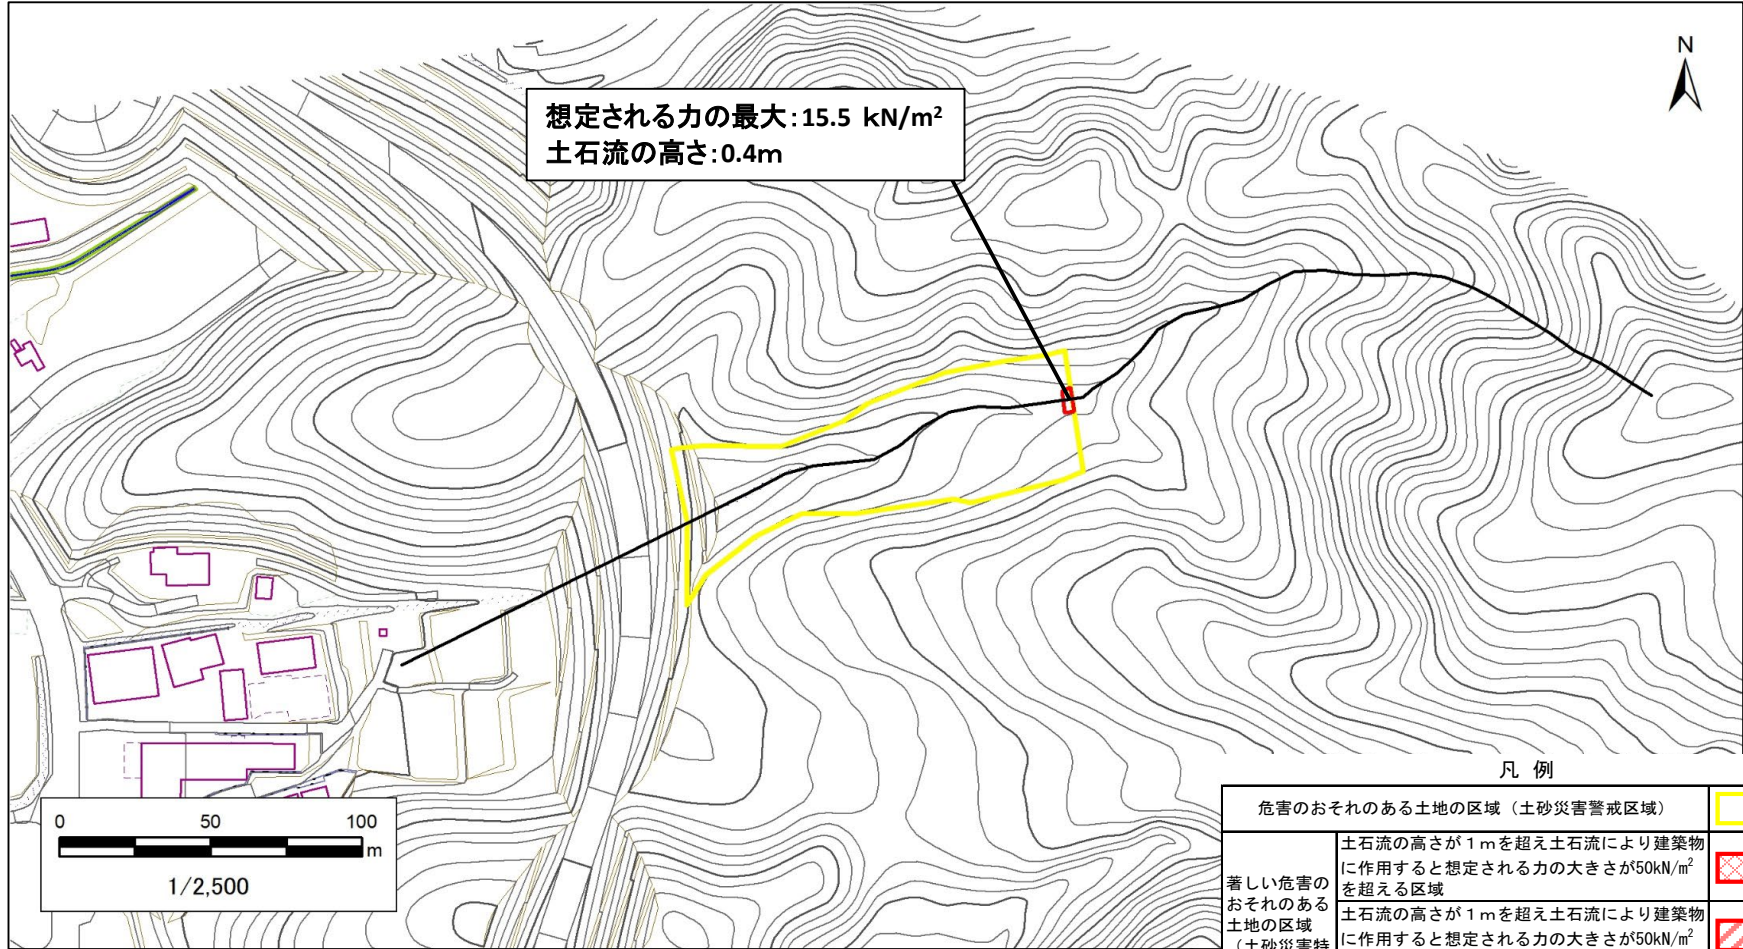 N
想定される力の最大:15.5 kN/m²
土石流の高さ:0.4m
0 50 100
m
1/2,500
凡 例
危害のおそれのある土地の区域（土砂災害警戒区域）
著しい危害の
おそれのある
土地の区域
（土砂災害特
土石流の高さが１ｍを超え土石流により建築物
に作用すると想定される力の大きさが50kN/m²
を超える区域
土石流の高さが１ｍを超え土石流により建築物
に作用すると想定される力の大きさが50kN/m²